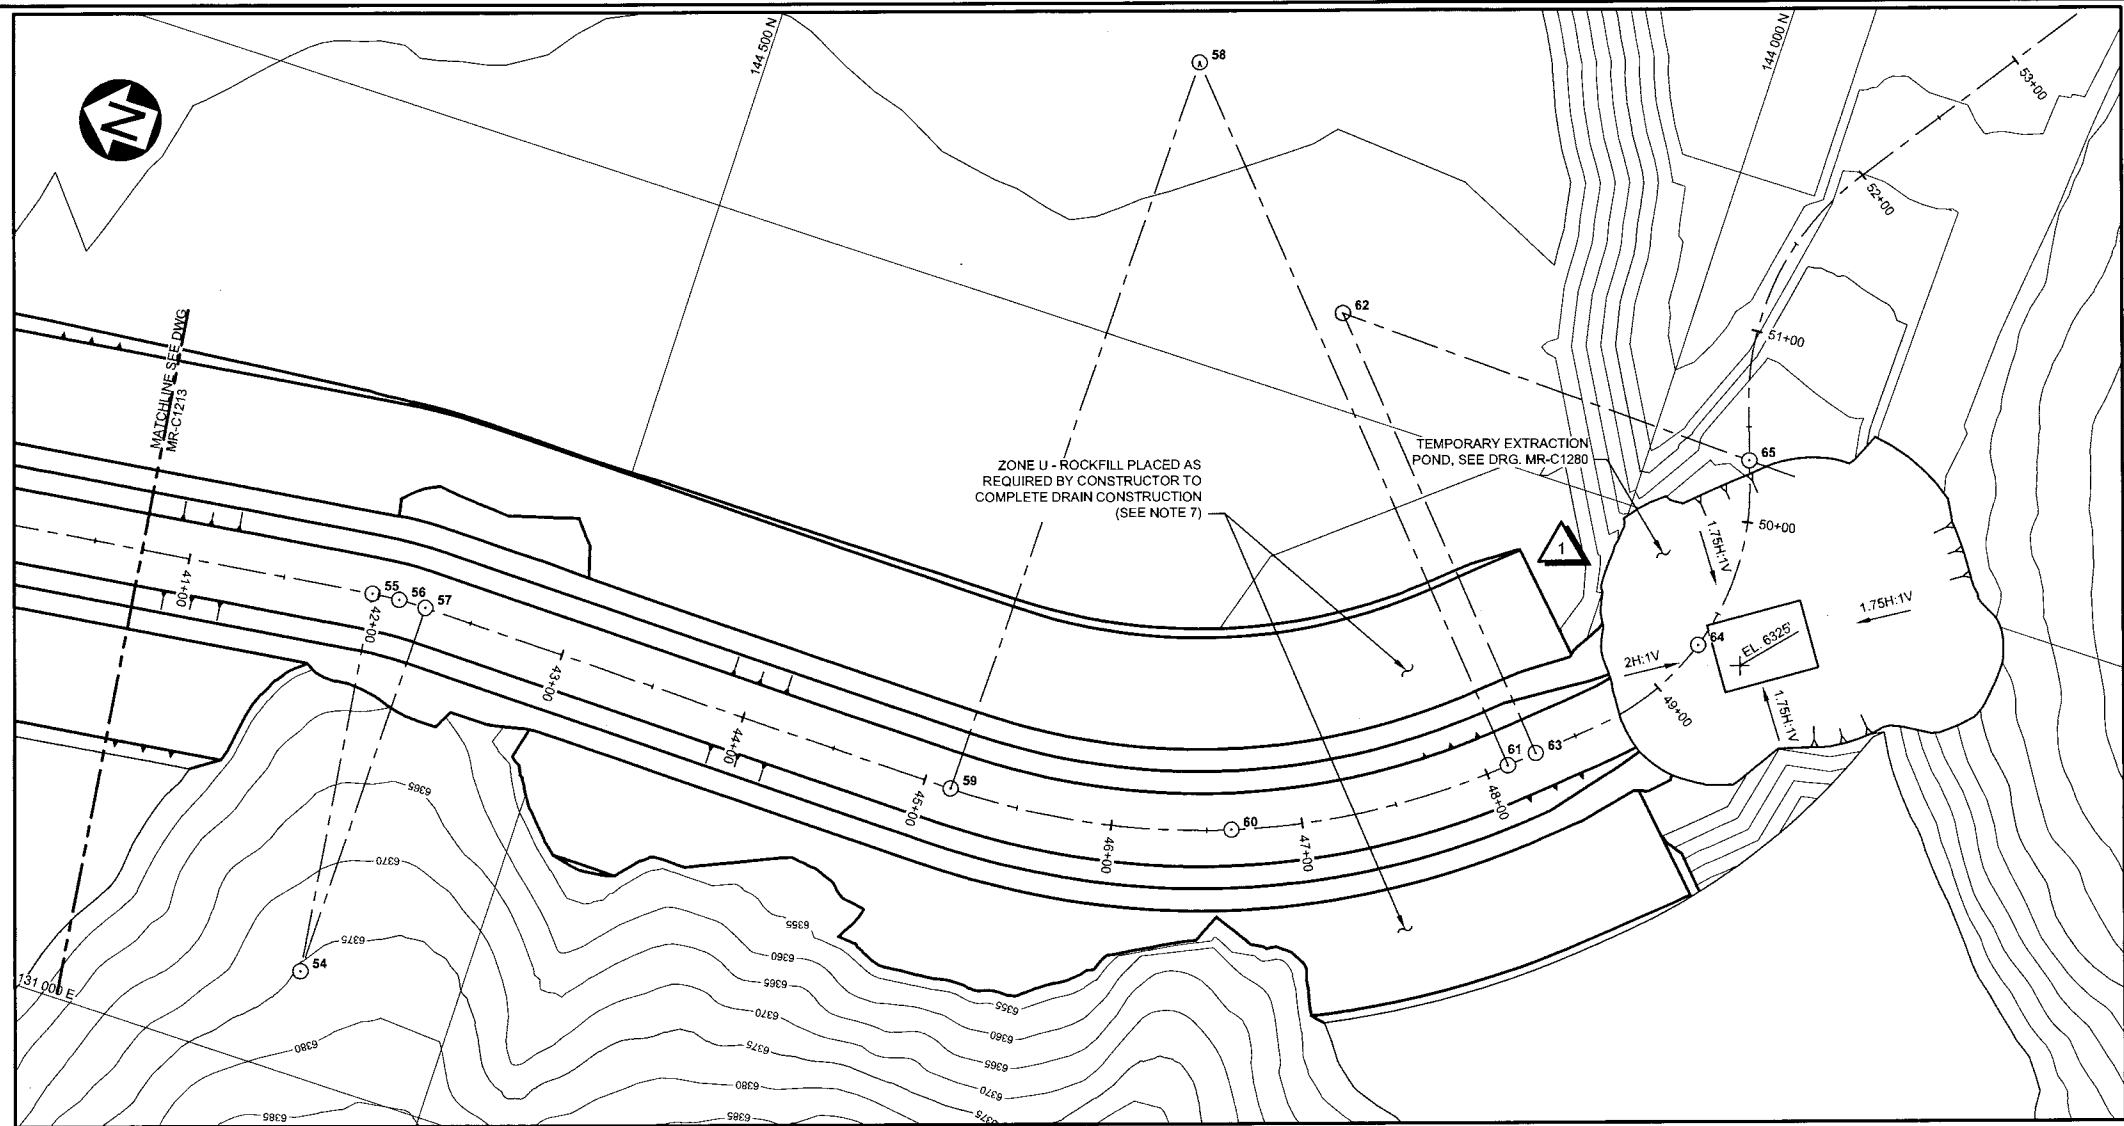 144 500 N
144 000 N
N
58
53+00
52+00
62
51+00
MATCHLINE SEE DWG
MR-C1213
ZONE U - ROCKFILL PLACED AS
REQUIRED BY CONSTRUCTOR TO
COMPLETE DRAIN CONSTRUCTION
(SEE NOTE 7)
TEMPORARY EXTRACTION
POND, SEE DRG. MR-C1280
65
50+00
1
1.75H:1V
1.75H:1V
41+00
55
56
57
42+00
64
EL. 6325'
2H:1V
43+00
49+00
1.75H:1V
44+00
61
63
59
45+00
48+00
6365
60
46+00
47+00
6370
6355
6375
6360
54
6365
131 000 E
6355
6370
6360
6380
6375
6365
6380
6370
6385
6385
6375